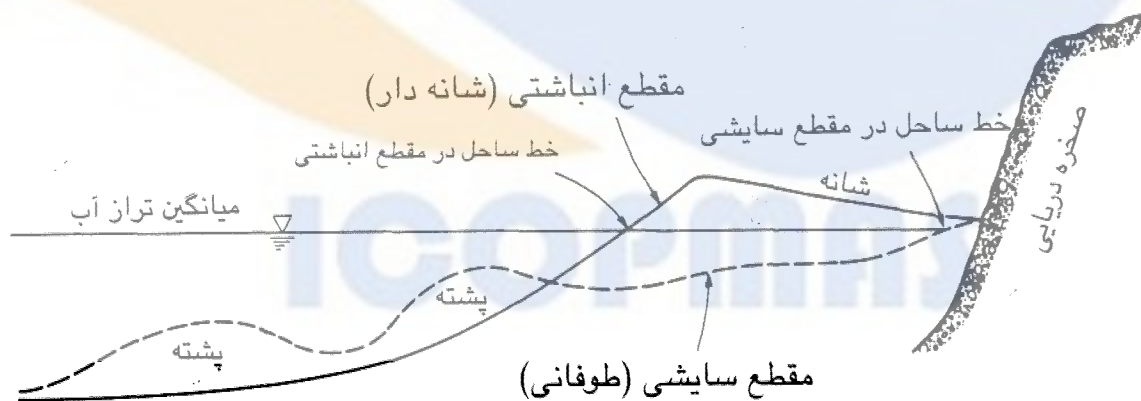 مقطع انباشتی (شانه دار)
خط ساحل در مقطع سایشی
خط ساحل در مقطع انباشتی
شانه
صخره دریایی
میانگین تراز آب
پشته
پشته
مقطع سایشی (طوفانی)
ICOPMAS